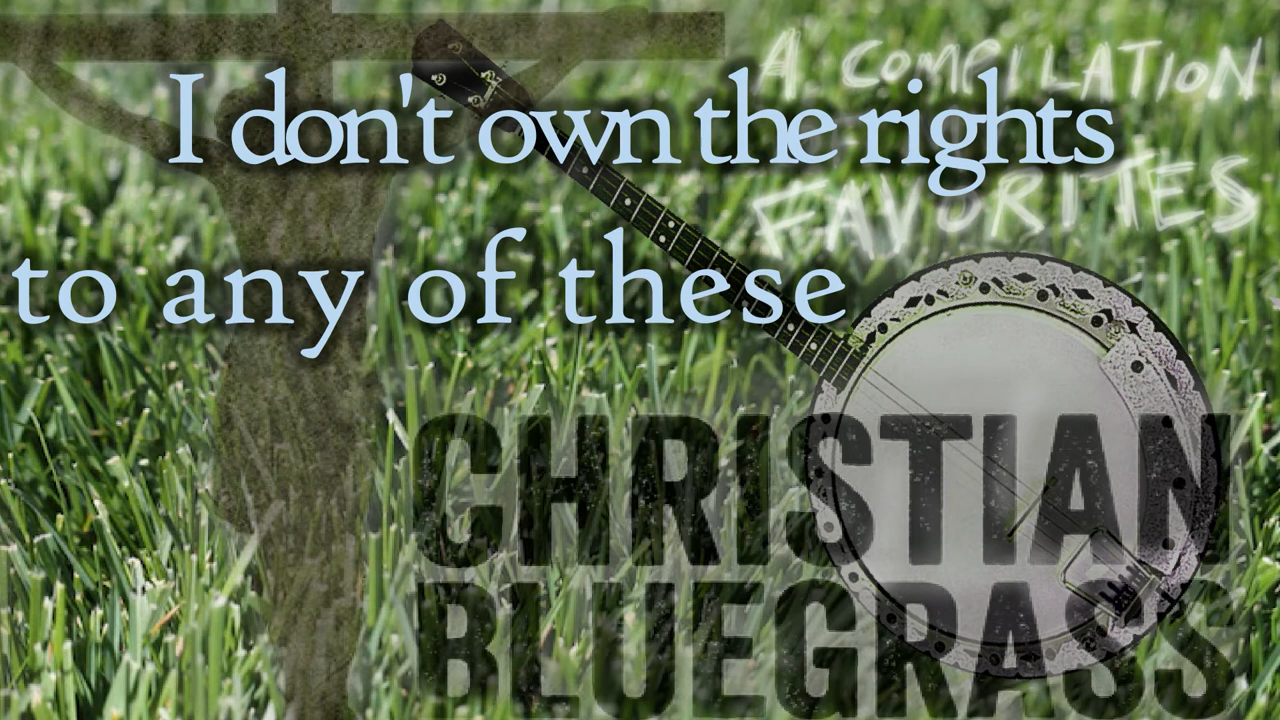 A COMPILATION
I don't own the rights
FAVORITES
to any of these
CHRISTIAN
BLUEGRASS